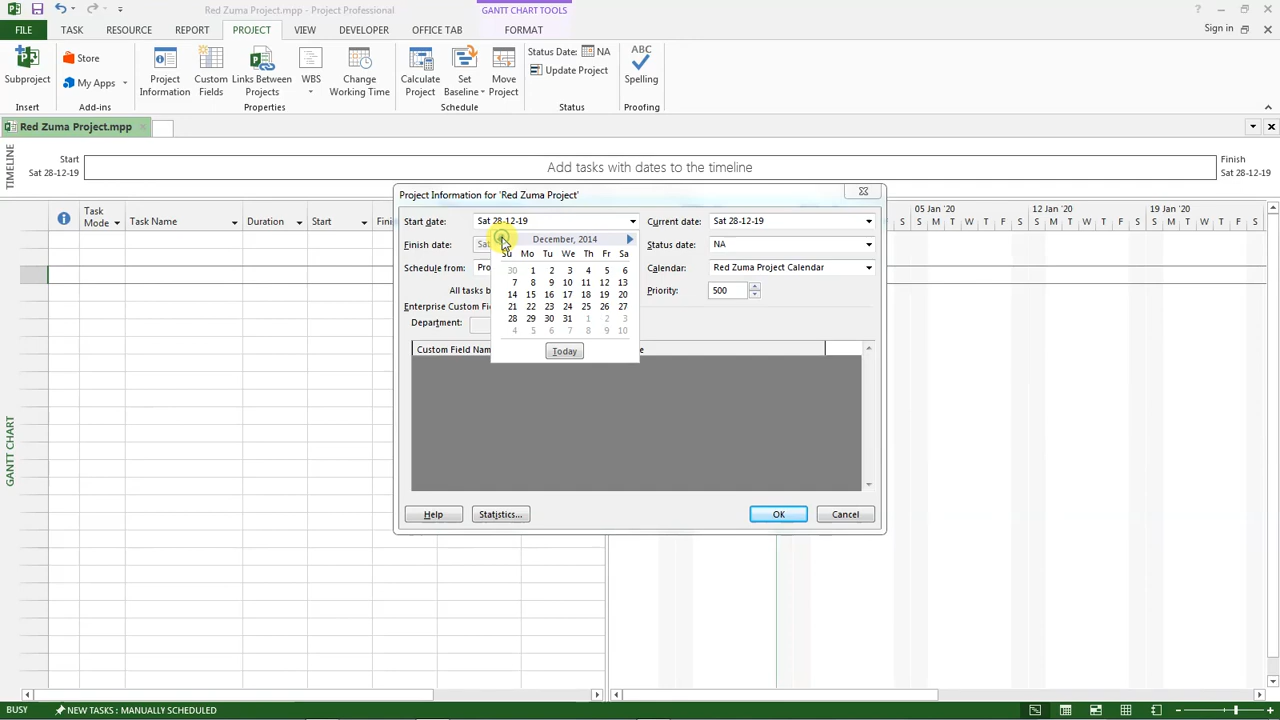 Red Zuma Project.mpp - Project Professional
GANTT CHART TOOLS
FILE TASK RESOURCE REPORT PROJECT VIEW DEVELOPER OFFICE TAB FORMAT
Sign in
Subproject
Insert
Store
My Apps
Add-ins
Project Information
Custom Fields
Links Between Projects
WBS
Change Working Time
Properties
Calculate Project
Set Baseline
Move Project
Schedule
Status Date: NA
Update Project
Status
ABC
Spelling
Proofing
Red Zuma Project.mpp
TIMELINE
Start
Sat 28-12-19
Add tasks with dates to the timeline
Finish
Sat 28-12-19
Task Mode
Task Name
Duration
Start
05 Jan '20
12 Jan '20
19 Jan '20
S M T W T F S S M T W T F S S M T W T F S
GANTT CHART
Project Information for 'Red Zuma Project'
Start date: Sat 28-12-19
Current date: Sat 28-12-19
Finish date:
Status date: NA
Schedule from:
Calendar: Red Zuma Project Calendar
Priority: 500
Department:
December, 2014
Su Mo Tu We Th Fr Sa
30 1 2 3 4 5 6
7 8 9 10 11 12 13
14 15 16 17 18 19 20
21 22 23 24 25 26 27
28 29 30 31 1 2 3
4 5 6 7 8 9 10
Today
Help
Statistics...
OK
Cancel
BUSY
NEW TASKS : MANUALLY SCHEDULED